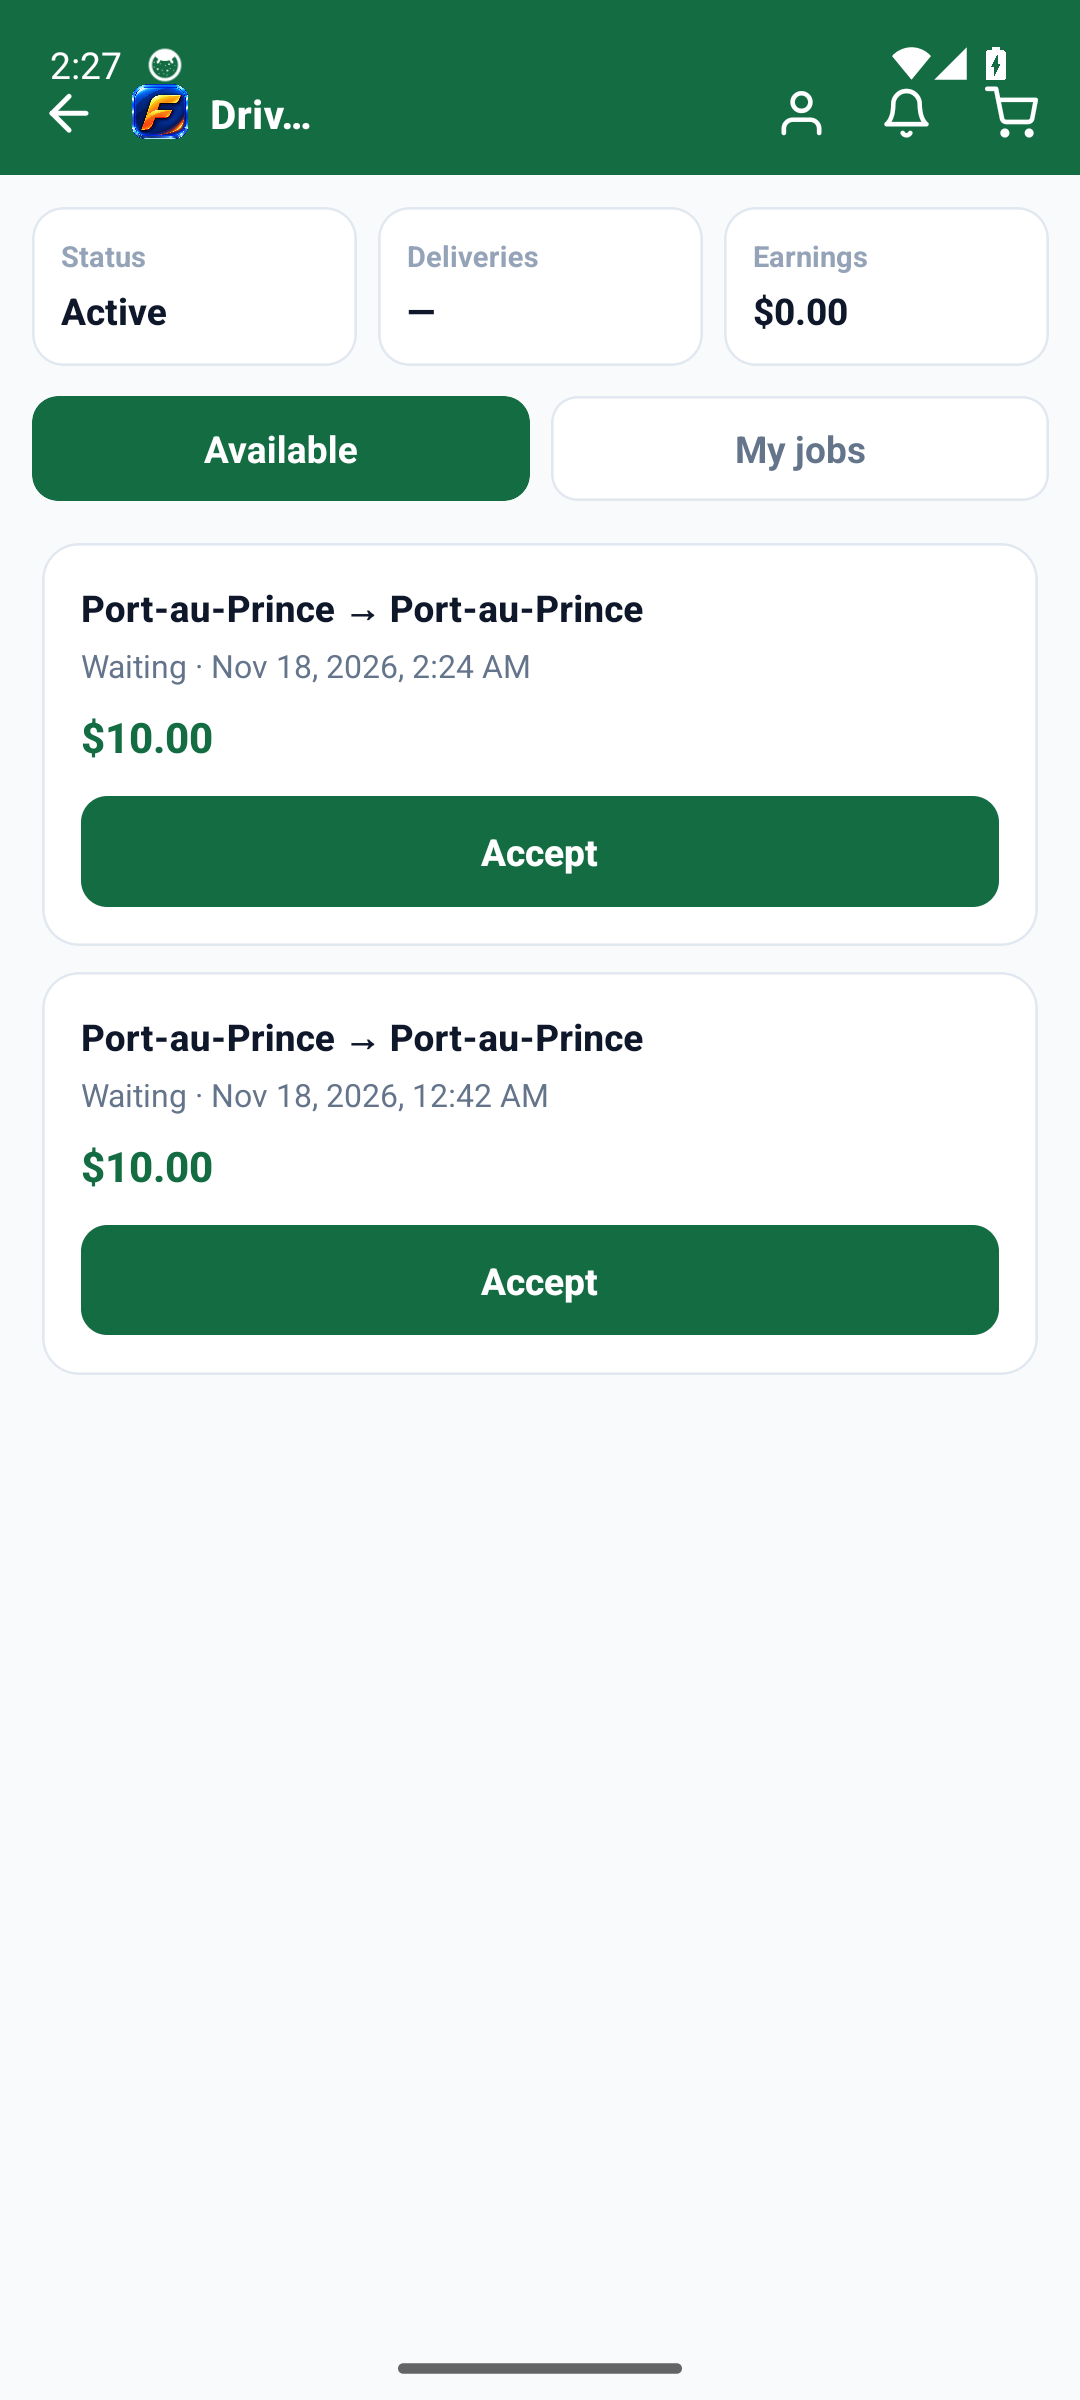 2:27
Driv...
Status
Active
Deliveries
—
Earnings
$0.00
Available
My jobs
Port-au-Prince → Port-au-Prince
Waiting · Nov 18, 2026, 2:24 AM
$10.00
Accept
Port-au-Prince → Port-au-Prince
Waiting · Nov 18, 2026, 12:42 AM
$10.00
Accept